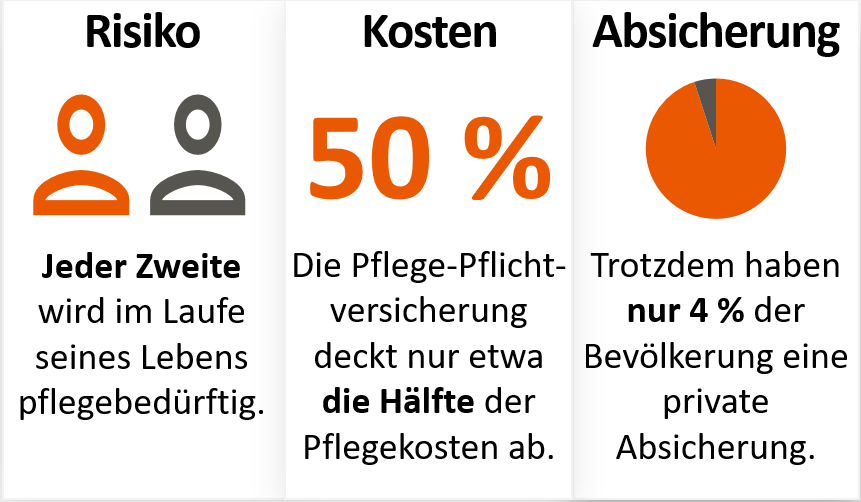 Risiko
Jeder Zweite
wird im Laufe
seines Lebens
pflegebedürftig.
Kosten
50 %
Die Pflege-Pflicht-
versicherung
deckt nur etwa
die Hälfte der
Pflegekosten ab.
Absicherung
Trotzdem haben
nur 4 % der
Bevölkerung eine
private
Absicherung.